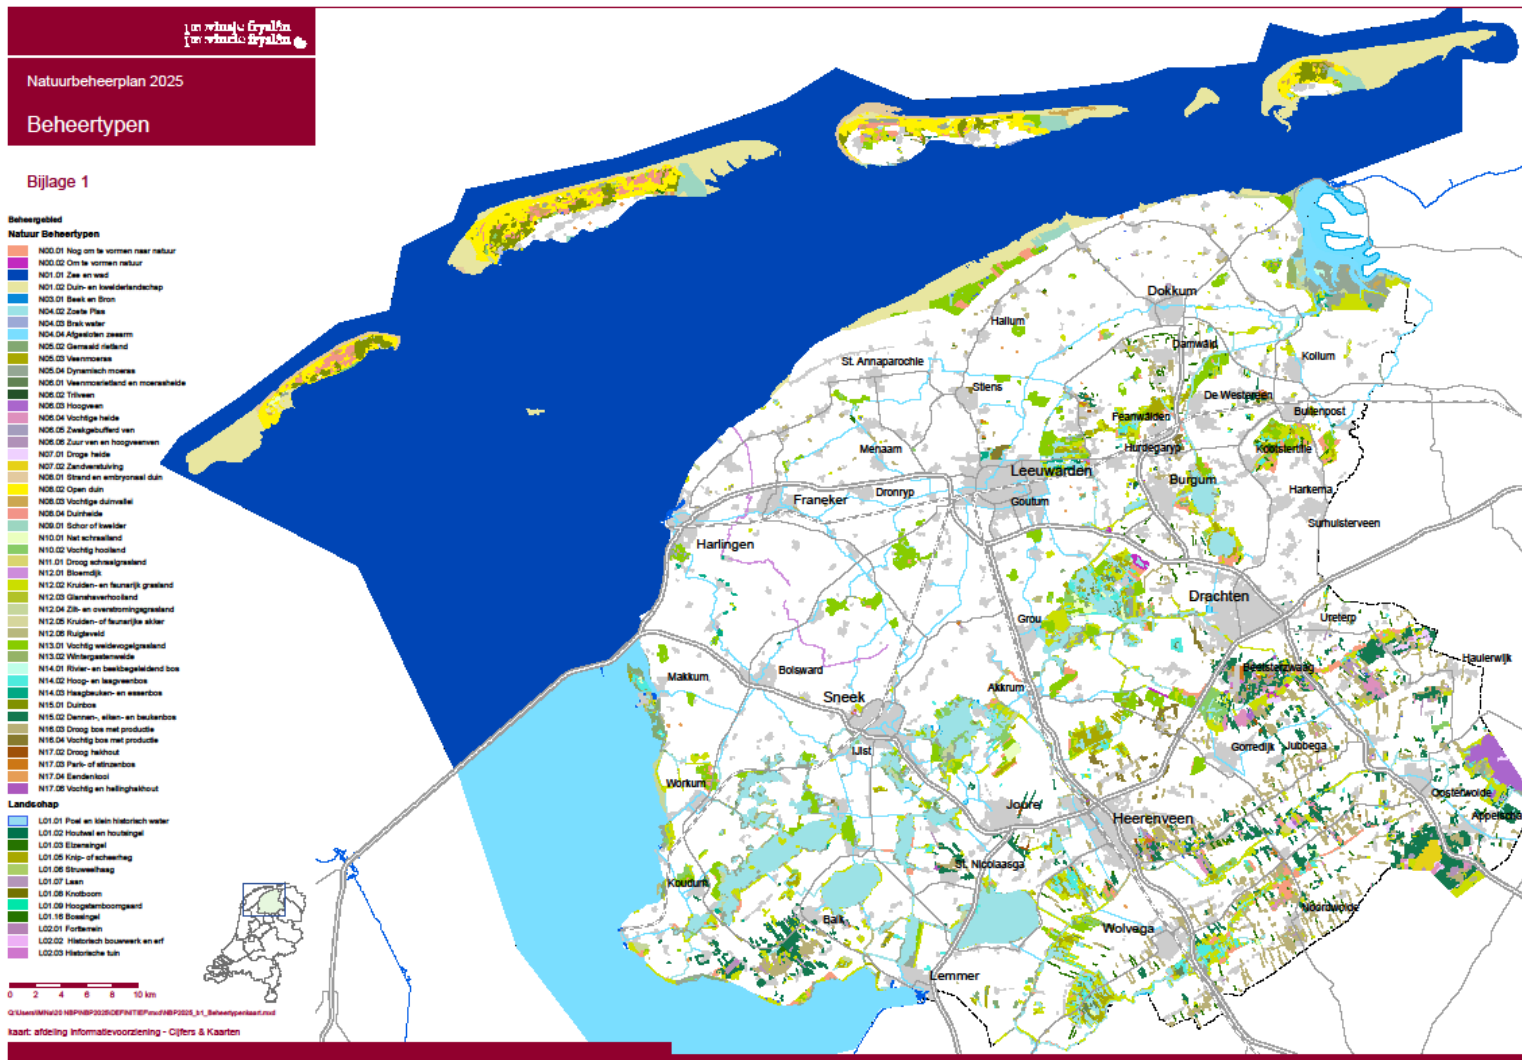 provinsje fryslân
provincie fryslân
Natuurbeheerplan 2025
Beheertypen
Bijlage 1
Beheergebied
Natuur Beheertypen
N00.01 Nog om te vormen naar natuur
N00.02 Om te vormen natuur
N01.01 Zee en wad
N01.02 Duin- en kwelderlandschap
N03.01 Beek en Bron
N04.02 Zoete Plas
N04.03 Brak water
N04.04 Afgesloten zeearm
N05.02 Gemaaid rietland
N05.03 Veenmoeras
N05.04 Dynamisch moeras
N06.01 Veenmosrietland en moerasheide
N06.02 Trilveen
N06.03 Hoogveen
N06.04 Vochtige heide
N06.05 Zwakgebufferd ven
N06.06 Zuur ven en hoogveenven
N07.01 Droge heide
N07.02 Zandverstuiving
N08.01 Strand en embryonaal duin
N08.02 Open duin
N08.03 Vochtige duinvallei
N08.04 Duinheide
N09.01 Schor of kwelder
N10.01 Nat schraalland
N10.02 Vochtig hooiland
N11.01 Droog schraalgrasland
N12.01 Bloemdijk
N12.02 Kruiden- en faunarijk grasland
N12.03 Glanshaverhooiland
N12.04 Zilt- en overstromingsgrasland
N12.05 Kruiden- of faunarijke akker
N12.06 Ruigteveld
N13.01 Vochtig weidevogelgrasland
N13.02 Wintergastenweide
N14.01 Rivier- en beekbegeleidend bos
N14.02 Hoog- en laagveenbos
N14.03 Haagbeuken- en essenbos
N15.01 Duinbos
N15.02 Dennen-, eiken- en beukenbos
N16.03 Droog bos met productie
N16.04 Vochtig bos met productie
N17.02 Droog hakhout
N17.03 Park- of stinzenbos
N17.04 Eendenkooi
N17.06 Vochtig en hellinghakhout
Landschap
L01.01 Poel en klein historisch water
L01.02 Houtwal en houtsingel
L01.03 Elzensingel
L01.05 Knip- of scheerheg
L01.06 Struweelhaag
L01.07 Laan
L01.08 Knotboom
L01.09 Hoogstamboomgaard
L01.16 Bossingel
L02.01 Fortterrein
L02.02 Historisch bouwwerk en erf
L02.03 Historische tuin
0 2 4 6 8 10 km
kaart: afdeling Informatievoorziening - Cijfers & Kaarten
Dokkum
Hallum
Damwald
Kollum
St. Annaparochie
Stiens
De Westereen
Feanwâlden
Buitenpost
Menaam
Hurdegaryp
Kootstertille
Leeuwarden
Burgum
Dronryp
Franeker
Goutum
Harkema
Surhuisterveen
Harlingen
Drachten
Grou
Ureterp
Bolsward
Makkum
Beetsterzwaag
Haulerwijk
Sneek
Akkrum
IJlst
Gorredijk
Jubbega
Workum
Oosterwolde
Joure
Heerenveen
Appelscha
St. Nicolaasga
Koudum
Balk
Noordwolde
Wolvega
Lemmer